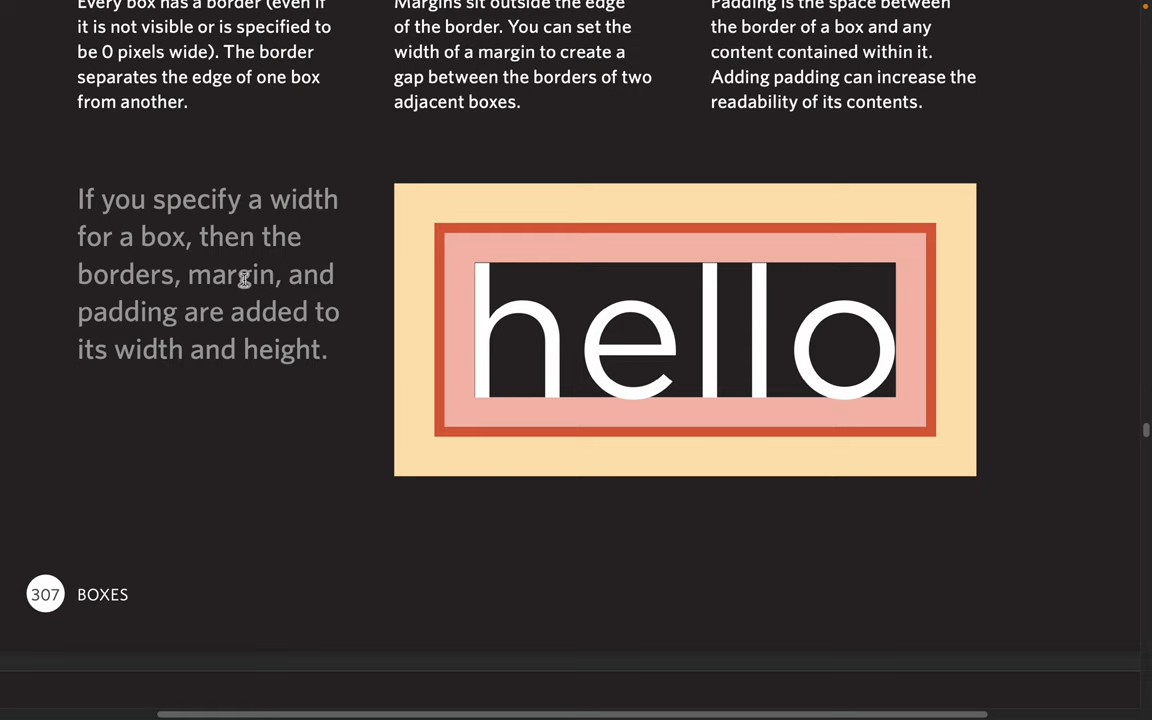 Every box has a border (even if
it is not visible or is specified to
be 0 pixels wide). The border
separates the edge of one box
from another.
Margins sit outside the edge
of the border. You can set the
width of a margin to create a
gap between the borders of two
adjacent boxes.
Padding is the space between
the border of a box and any
content contained within it.
Adding padding can increase the
readability of its contents.
If you specify a width
for a box, then the
borders, margin, and
padding are added to
its width and height.
hello
307 BOXES